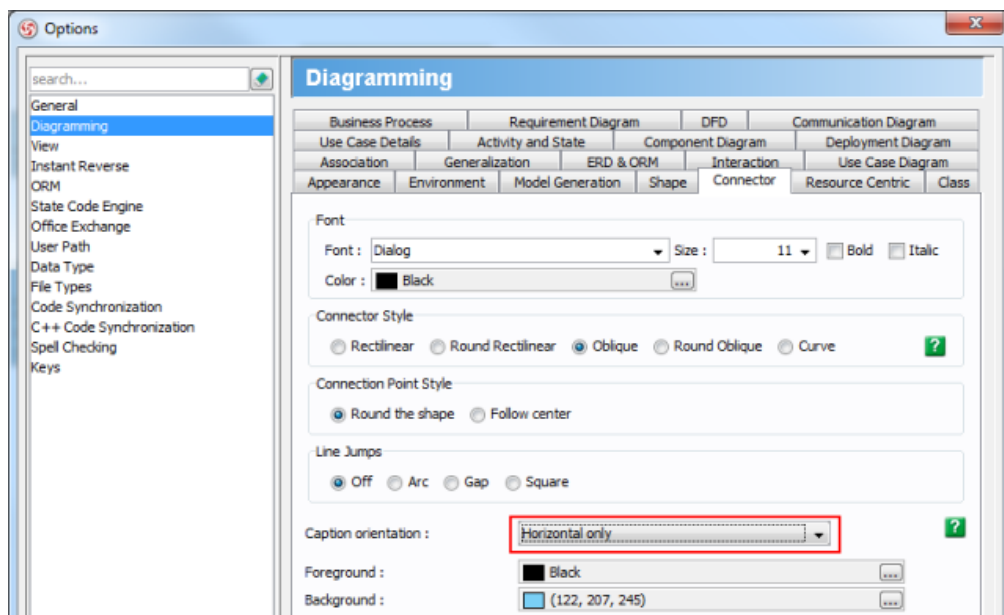 Options
search...
General
Diagramming
View
Instant Reverse
ORM
State Code Engine
Office Exchange
User Path
Data Type
File Types
Code Synchronization
C++ Code Synchronization
Spell Checking
Keys
Diagramming
Business Process Requirement Diagram DFD Communication Diagram
Use Case Details Activity and State Component Diagram Deployment Diagram
Association Generalization ERD & ORM Interaction Use Case Diagram
Appearance Environment Model Generation Shape Connector Resource Centric Class
Font
Font : Dialog Size : 11 Bold Italic
Color : Black ...
Connector Style
Rectilinear Round Rectilinear Oblique Round Oblique Curve ?
Connection Point Style
Round the shape Follow center
Line Jumps
Off Arc Gap Square
Caption orientation : Horizontal only ?
Foreground : Black ...
Background : (122, 207, 245) ...